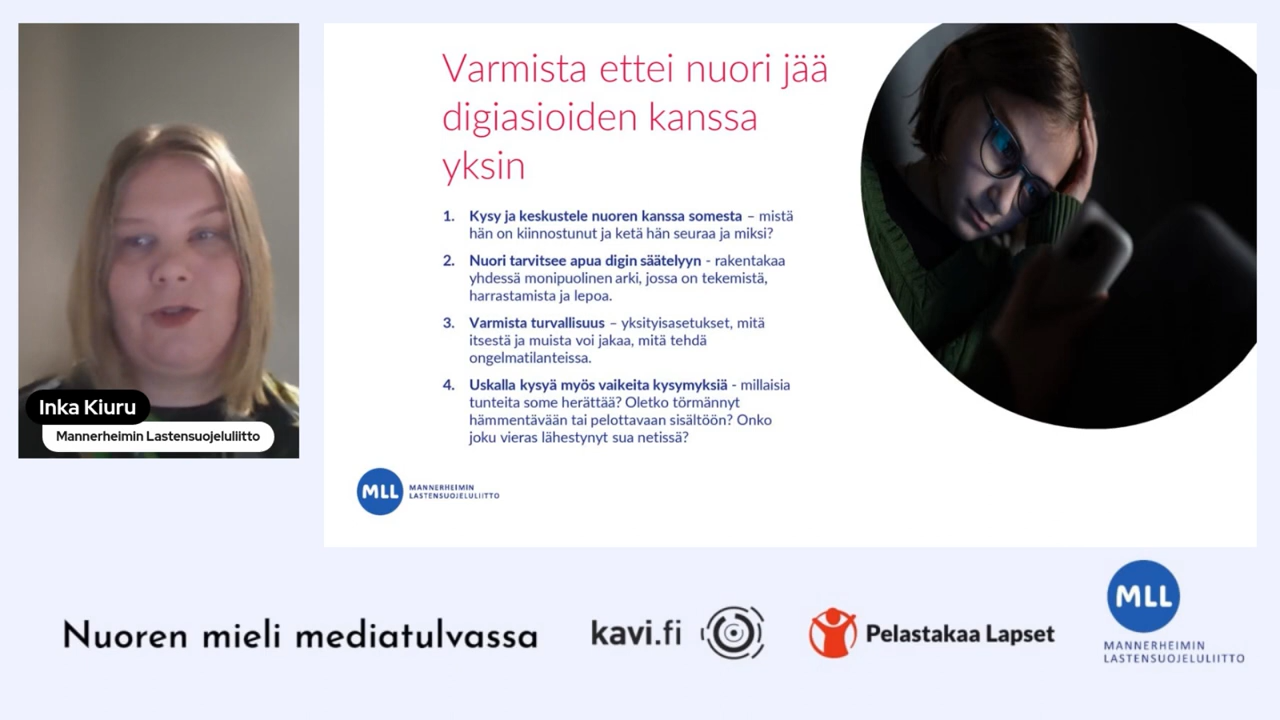 Varmista ettei nuori jää
digiasioiden kanssa
yksin
1. Kysy ja keskustele nuoren kanssa somesta – mistä
hän on kiinnostunut ja ketä hän seuraa ja miksi?
2. Nuori tarvitsee apua digin säätelyyn - rakentakaa
yhdessä monipuolinen arki, jossa on tekemistä,
harrastamista ja lepoa.
3. Varmista turvallisuus – yksityisasetukset, mitä
itsestä ja muista voi jakaa, mitä tehdä
ongelmatilanteissa.
4. Uskalla kysyä myös vaikeita kysymyksiä - millaisia
tunteita some herättää? Oletko törmännyt
hämmentävään tai pelottavaan sisältöön? Onko
joku vieras lähestynyt sua netissä?
Inka Kiuru
Mannerheimin Lastensuojeluliitto
MLL
MANNERHEIMIN
LASTENSUOJELULIITTO
Nuoren mieli mediatulvassa
kavi.fi
Pelastakaa Lapset
MLL
MANNERHEIMIN
LASTENSUOJELULIITTO